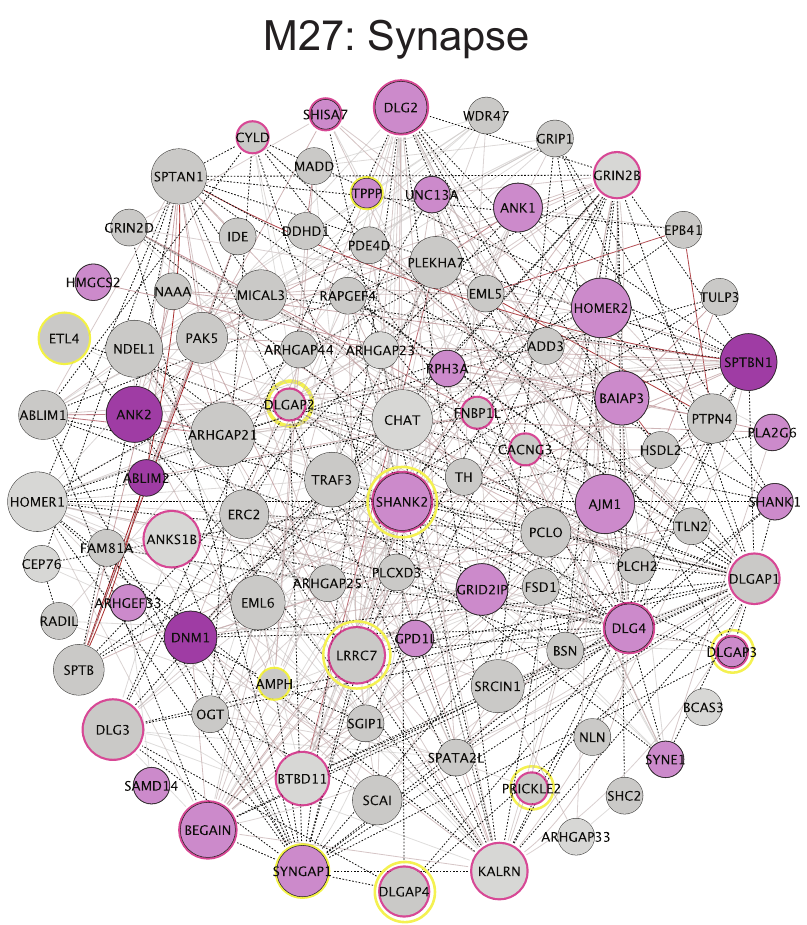 M27: Synapse
DLG2
SHISA7
WDR47
CYLD
GRIP1
MADD
SPTAN1
GRIN2B
TPPP
UNC13A
ANK1
GRIN2D
IDE
DDHD1
EPB41
PDE4D
PLEKHA7
HMGCS2
NAAA
MICAL3
RAPGEF4
EML5
TULP3
HOMER2
ETL4
NDEL1
PAK5
ARHGAP44
ARHGAP23
ADD3
RPH3A
SPTBN1
BAIAP3
DLGAP2
ABLIM1
ANK2
FNBP1L
CHAT
PTPN4
PLA2G6
ARHGAP21
CACNG3
HSDL2
ABLIM2
TRAF3
TH
HOMER1
SHANK2
AJM1
SHANK1
ERC2
PCLO
TLN2
ANKS1B
FAM81A
CEP76
PLCXD3
PLCH2
DLGAP1
ARHGAP25
FSD1
GRID2IP
ARHGEF33
EML6
RADIL
DNM1
GPD1L
DLG4
BSN
DLGAP3
LRRC7
SPTB
AMPH
SRCIN1
BCAS3
OGT
SGIP1
DLG3
NLN
SPATA2L
SYNE1
BTBD11
SAMD14
PRICKLE2
SHC2
SCAI
BEGAIN
ARHGAP33
SYNGAP1
KALRN
DLGAP4